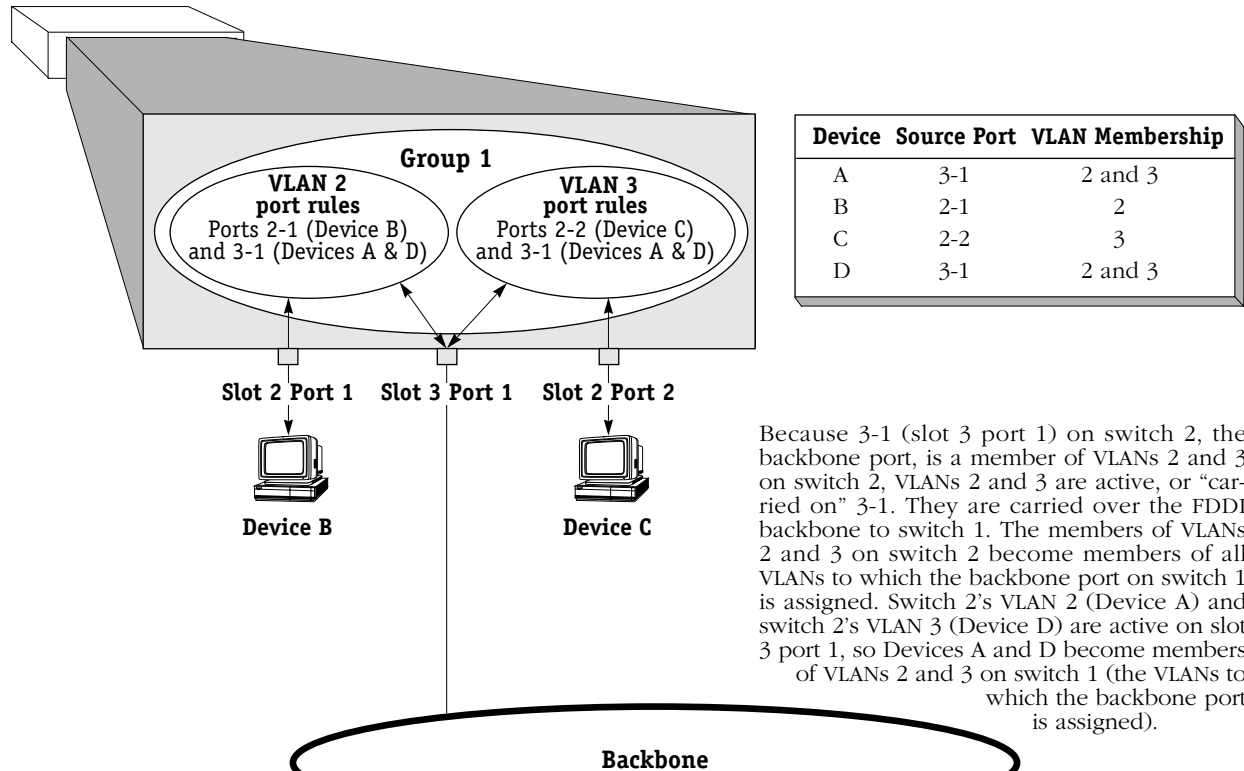 Group 1
VLAN 2
port rules
Ports 2-1 (Device B)
and 3-1 (Devices A & D)
VLAN 3
port rules
Ports 2-2 (Device C)
and 3-1 (Devices A & D)
Slot 2 Port 1
Slot 3 Port 1
Slot 2 Port 2
Device B
Device C
Device Source Port VLAN Membership
A 3-1 2 and 3
B 2-1 2
C 2-2 3
D 3-1 2 and 3
Because 3-1 (slot 3 port 1) on switch 2, the
backbone port, is a member of VLANs 2 and 3
on switch 2, VLANs 2 and 3 are active, or “car-
ried on” 3-1. They are carried over the FDDI
backbone to switch 1. The members of VLANs
2 and 3 on switch 2 become members of all
VLANs to which the backbone port on switch 1
is assigned. Switch 2’s VLAN 2 (Device A) and
switch 2’s VLAN 3 (Device D) are active on slot
3 port 1, so Devices A and D become members
of VLANs 2 and 3 on switch 1 (the VLANs to
which the backbone port
is assigned).
Backbone